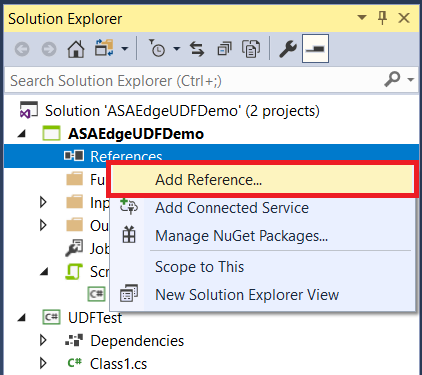 Solution Explorer
Search Solution Explorer (Ctrl+;)
Solution 'ASAEdgeUDFDemo' (2 projects)
ASAEdgeUDFDemo
References
Fu
Add Reference...
Inp
Add Connected Service
Ou
Manage NuGet Packages...
Job
Scr
Scope to This
C#
New Solution Explorer View
C# UDFTest
Dependencies
C# Class1.cs